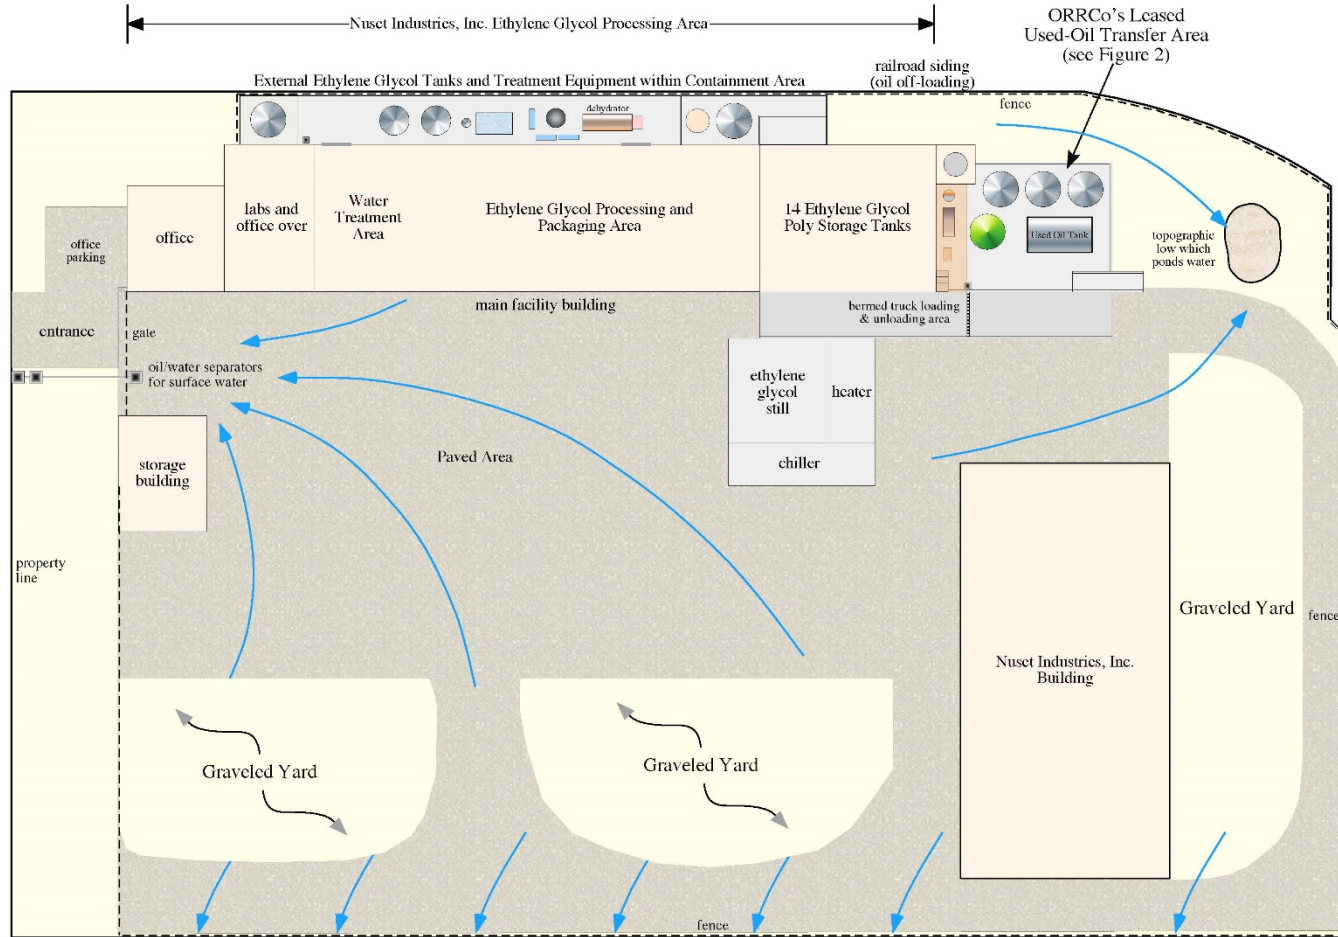 Nuset Industries, Inc. Ethylene Glycol Processing Area
ORRCo's Leased
Used-Oil Transfer Area
(see Figure 2)
External Ethylene Glycol Tanks and Treatment Equipment within Containment Area
railroad siding
(oil off-loading)
fence
dehydrator
office
parking
office
labs and
office over
Water
Treatment
Area
Ethylene Glycol Processing and
Packaging Area
14 Ethylene Glycol
Poly Storage Tanks
Used Oil Tank
topographic
low which
ponds water
entrance
gate
main facility building
bermed truck loading
& unloading area
oil/water separators
for surface water
ethylene
glycol
still
heater
chiller
storage
building
Paved Area
property
line
Graveled Yard
fence
Nuset Industries, Inc.
Building
Graveled Yard
Graveled Yard
fence